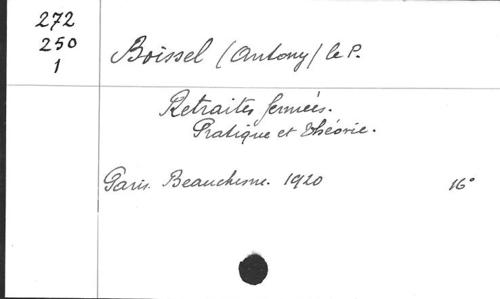 272
250
1
Boissel (Antony) le P.
Retraites fermées.
Pratique et Théorie.
Paris. Beauchesne. 1920 16°